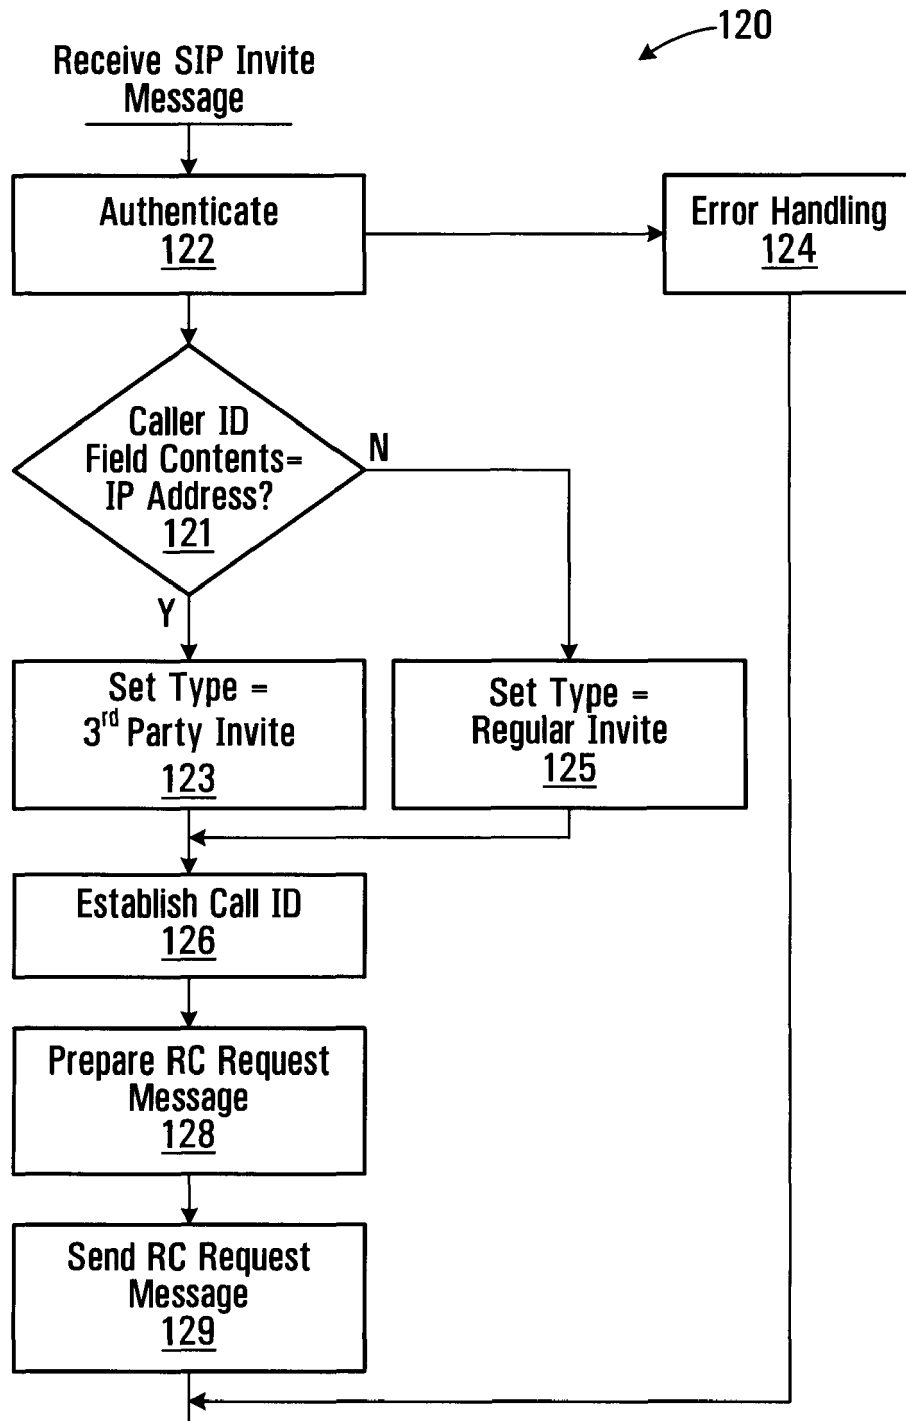 120
Receive SIP Invite
Message
Authenticate
122
Error Handling
124
Caller ID
Field Contents=
IP Address?
121
N
Y
Set Type =
3rd Party Invite
123
Set Type =
Regular Invite
125
Establish Call ID
126
Prepare RC Request
Message
128
Send RC Request
Message
129